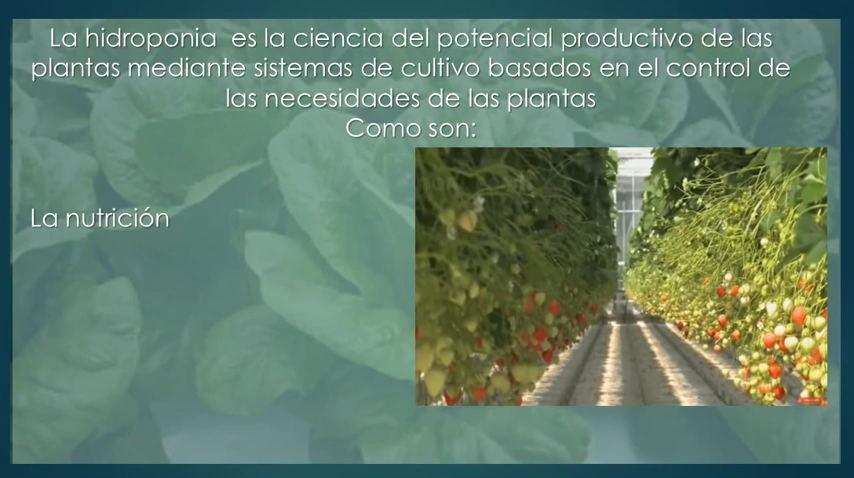 La hidroponia  es la ciencia del potencial productivo de las
plantas mediante sistemas de cultivo basados en el control de
las necesidades de las plantas
Como son:
La nutrición